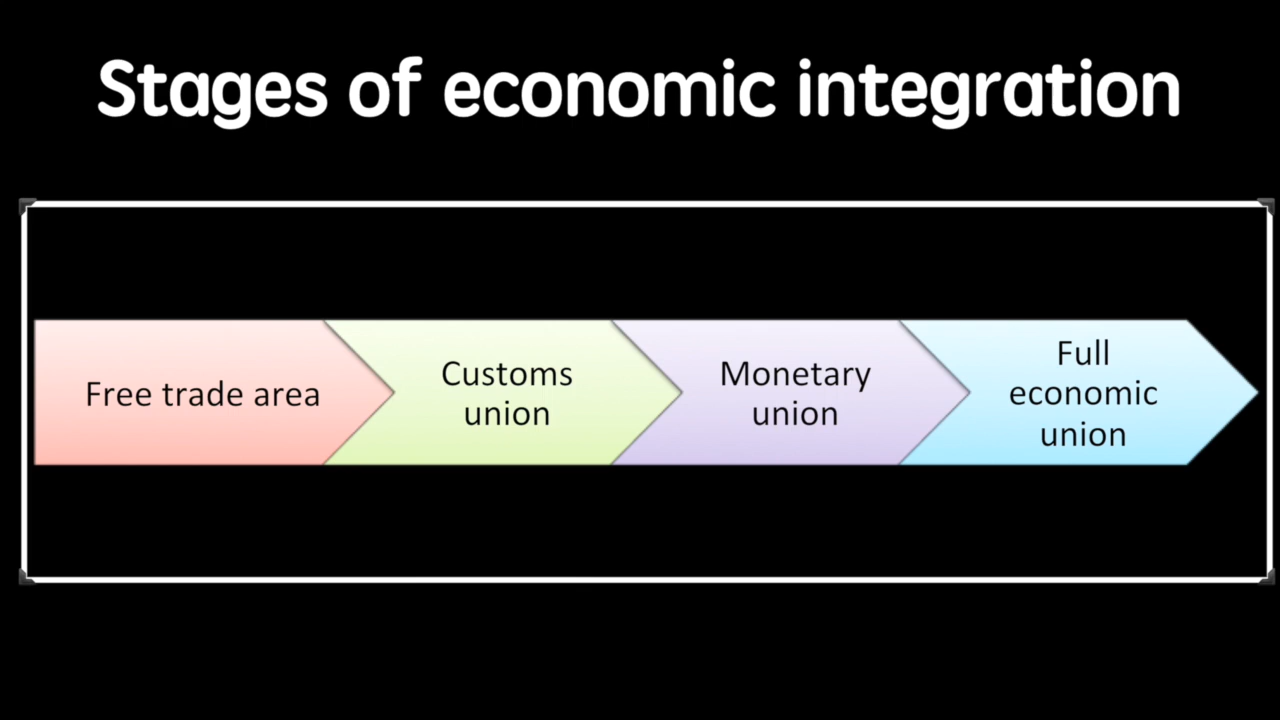 Stages of economic integration
Free trade area
Customs
union
Monetary
union
Full
economic
union